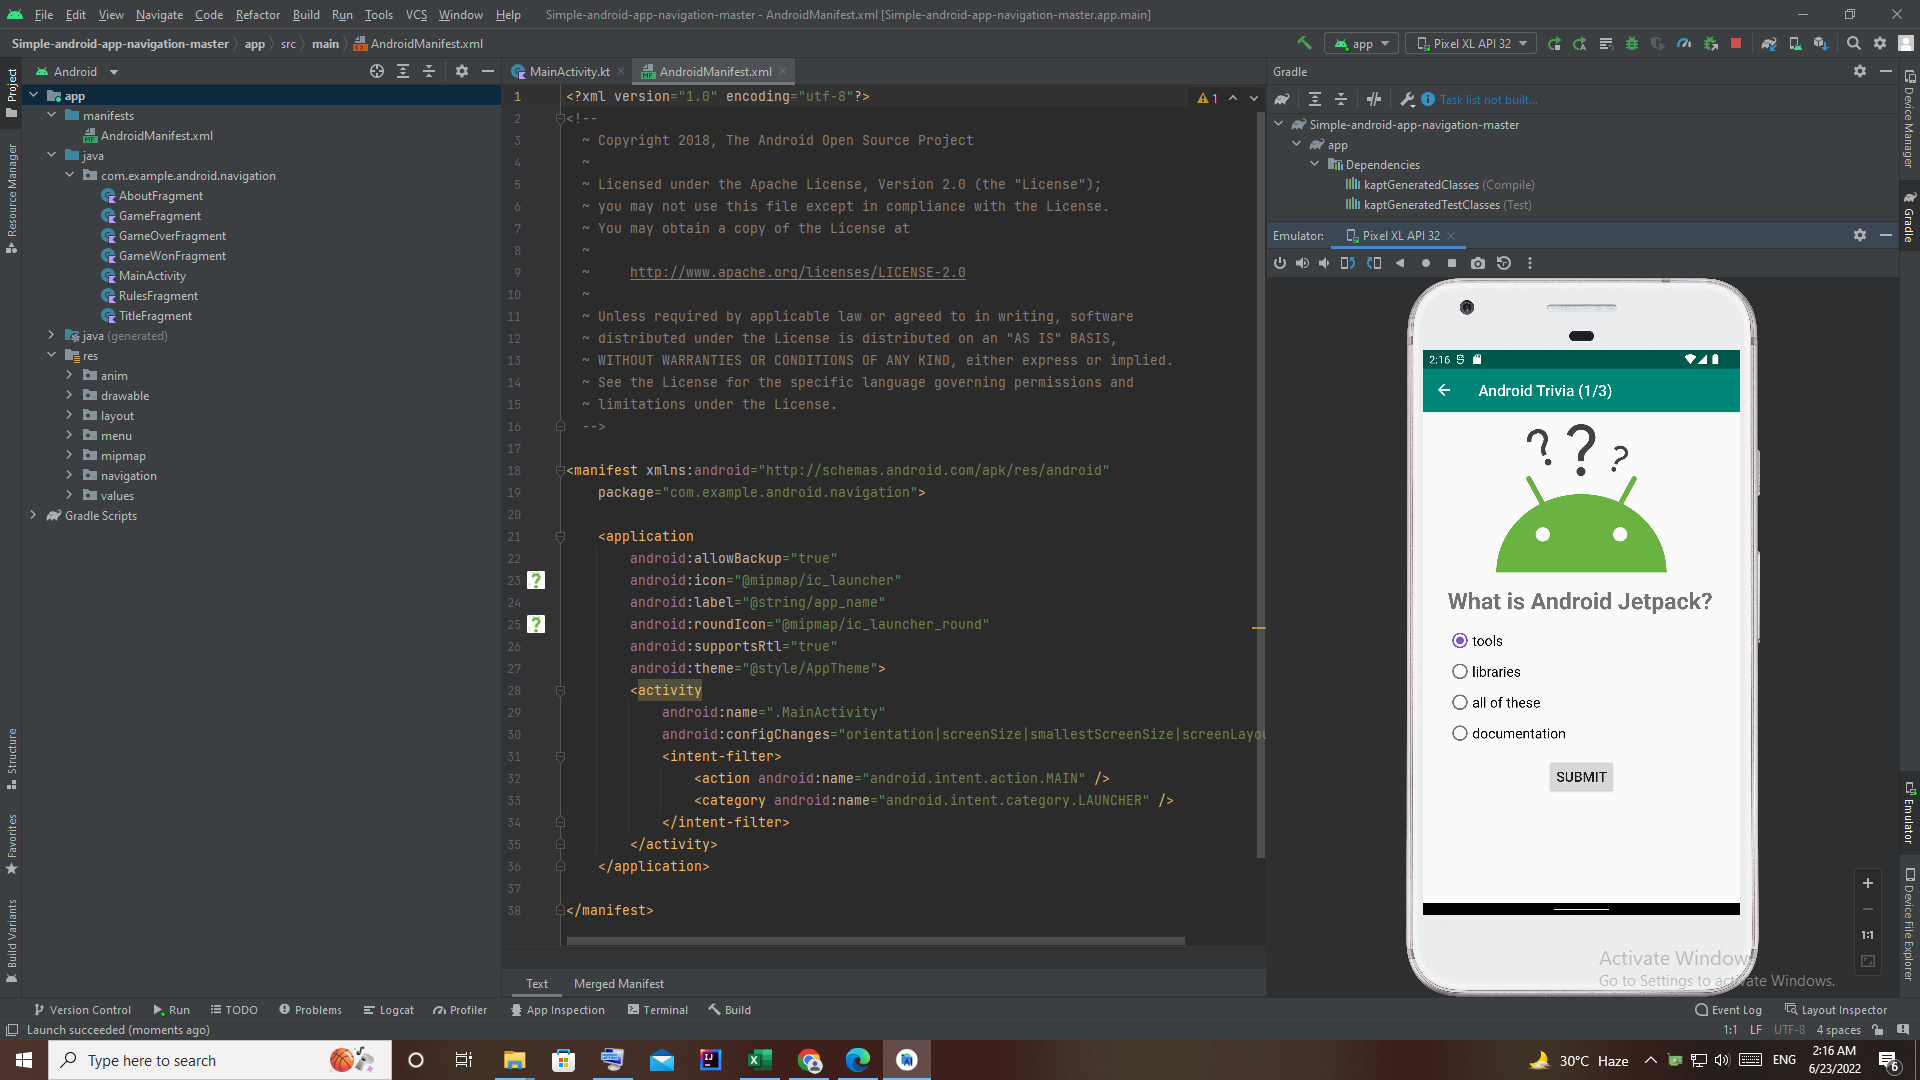 File Edit View Navigate Code Refactor Build Run Tools VCS Window Help Simple-android-app-navigation-master - AndroidManifest.xml [Simple-android-app-navigation-master.app.main]
Simple-android-app-navigation-master app src main AndroidManifest.xml app Pixel XL API 32
Project
Resource Manager
Structure
Favorites
Build Variants
Android
app
manifests
AndroidManifest.xml
java
com.example.android.navigation
AboutFragment
GameFragment
GameOverFragment
GameWonFragment
MainActivity
RulesFragment
TitleFragment
java (generated)
res
anim
drawable
layout
menu
mipmap
navigation
values
Gradle Scripts
MainActivity.kt AndroidManifest.xml
1 <?xml version="1.0" encoding="utf-8"?> 1
2 <!--
3 ~ Copyright 2018, The Android Open Source Project
4 ~
5 ~ Licensed under the Apache License, Version 2.0 (the "License");
6 ~ you may not use this file except in compliance with the License.
7 ~ You may obtain a copy of the License at
8 ~
9 ~ http://www.apache.org/licenses/LICENSE-2.0
10 ~
11 ~ Unless required by applicable law or agreed to in writing, software
12 ~ distributed under the License is distributed on an "AS IS" BASIS,
13 ~ WITHOUT WARRANTIES OR CONDITIONS OF ANY KIND, either express or implied.
14 ~ See the License for the specific language governing permissions and
15 ~ limitations under the License.
16 -->
17
18 <manifest xmlns:android="http://schemas.android.com/apk/res/android"
19 package="com.example.android.navigation">
20
21 <application
22 android:allowBackup="true"
23 android:icon="@mipmap/ic_launcher"
24 android:label="@string/app_name"
25 android:roundIcon="@mipmap/ic_launcher_round"
26 android:supportsRtl="true"
27 android:theme="@style/AppTheme">
28 <activity
29 android:name=".MainActivity"
30 android:configChanges="orientation|screenSize|smallestScreenSize|screenLayou
31 <intent-filter>
32 <action android:name="android.intent.action.MAIN" />
33 <category android:name="android.intent.category.LAUNCHER" />
34 </intent-filter>
35 </activity>
36 </application>
37
38 </manifest>
Text Merged Manifest
Gradle
Task list not built...
Simple-android-app-navigation-master
app
Dependencies
kaptGeneratedClasses (Compile)
kaptGeneratedTestClasses (Test)
Emulator: Pixel XL API 32
2:16
Android Trivia (1/3)
? ? ?
What is Android Jetpack?
tools
libraries
all of these
documentation
SUBMIT
1:1
Activate Windows
Go to Settings to activate Windows.
Device Manager
Gradle
Emulator
Device File Explorer
Version Control Run TODO Problems Logcat Profiler App Inspection Terminal Build Event Log Layout Inspector
Launch succeeded (moments ago) 1:1 LF UTF-8 4 spaces
Type here to search 30°C Haze ENG 2:16 AM
6/23/2022 6